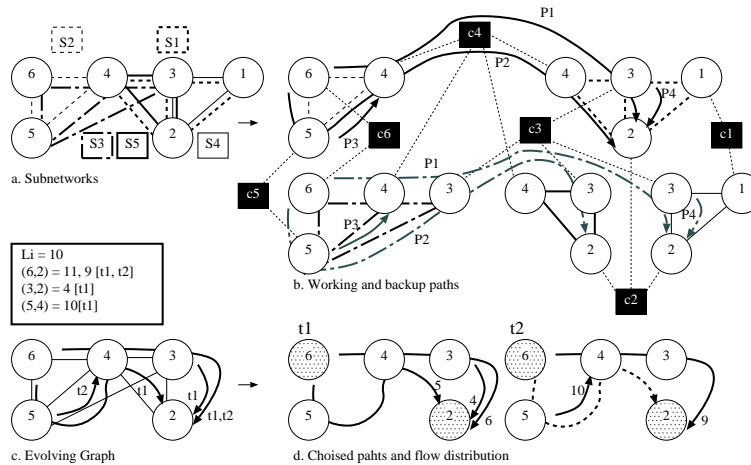 S2
S1
6
4
3
1
5
2
S3
S5
S4
a. Subnetworks
P1
c4
P2
6
4
4
3
1
P4
5
P3
c6
2
c3
c1
c5
P1
6
4
3
4
3
3
1
P3
P2
P4
5
2
2
c2
b. Working and backup paths
Li = 10
(6,2) = 11, 9 [t1, t2]
(3,2) = 4 [t1]
(5,4) = 10[t1]
6
4
3
t2
t1
t1
5
2
t1,t2
c. Evolving Graph
t1
6
4
3
5
4
5
2
6
t2
6
4
3
10
5
2
9
d. Choised pahts and flow distribution